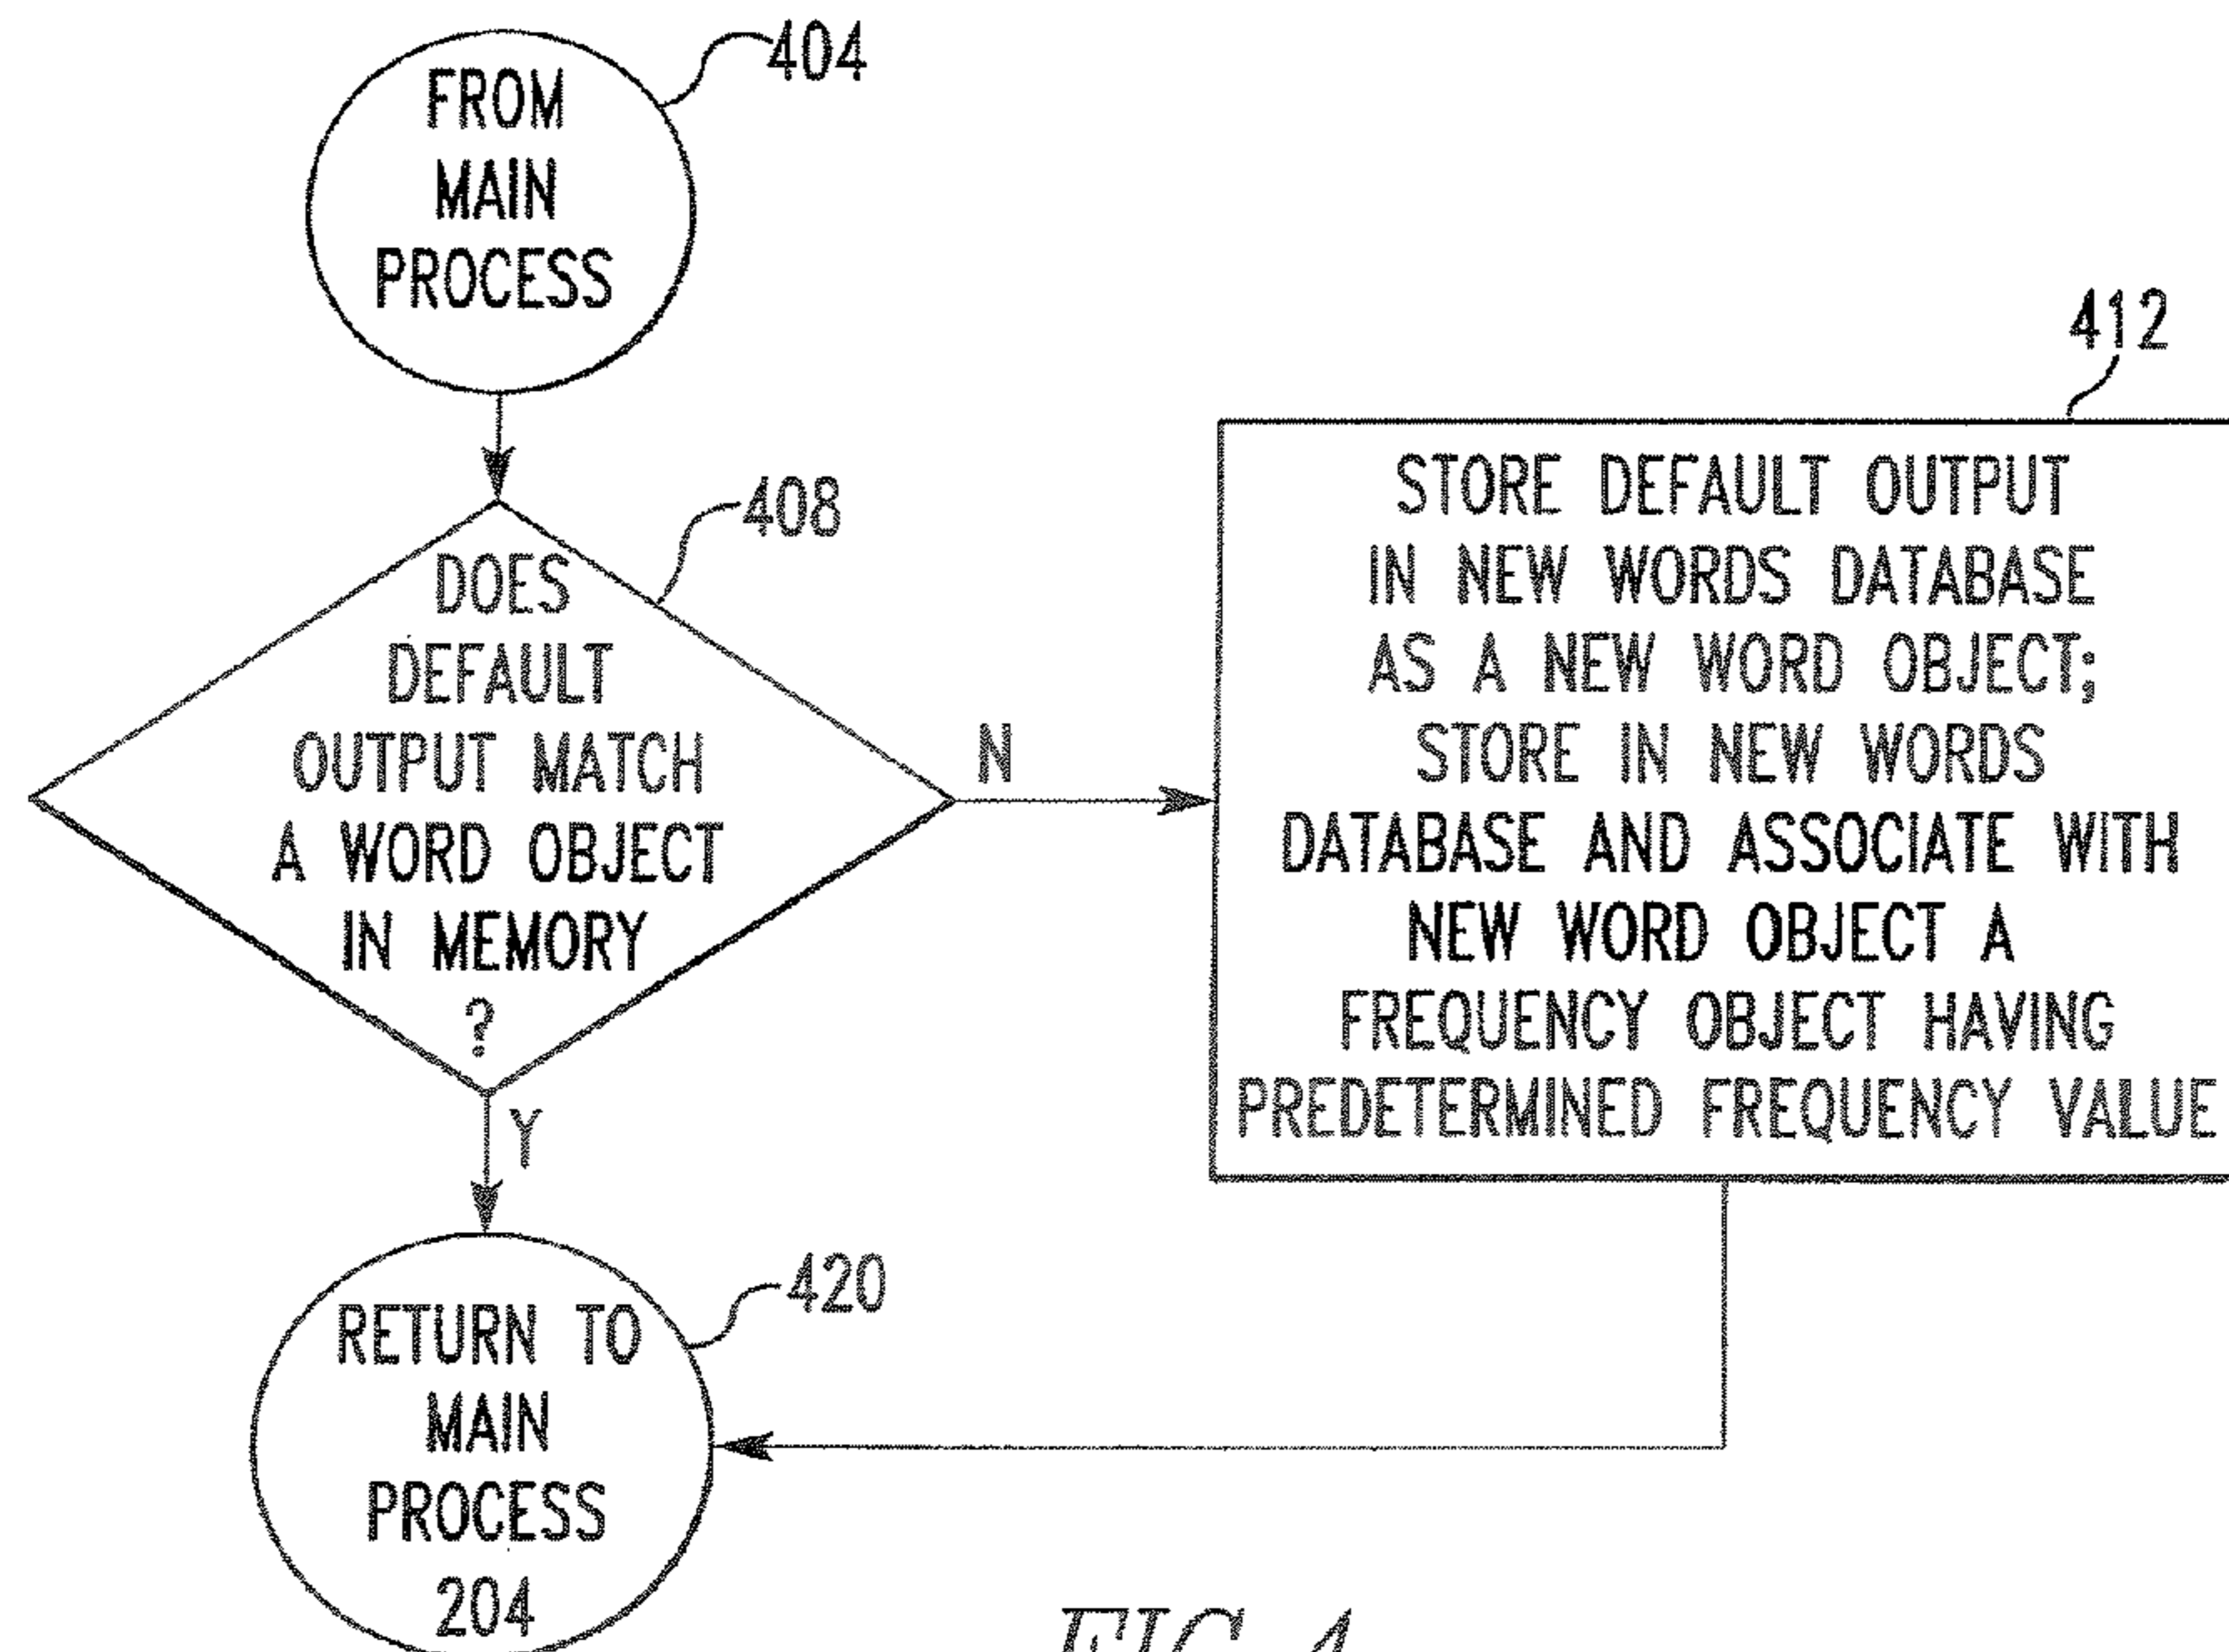 404
FROM
MAIN
PROCESS
408
DOES
DEFAULT
OUTPUT MATCH
A WORD OBJECT
IN MEMORY
?
N
Y
412
STORE DEFAULT OUTPUT
IN NEW WORDS DATABASE
AS A NEW WORD OBJECT;
STORE IN NEW WORDS
DATABASE AND ASSOCIATE WITH
NEW WORD OBJECT A
FREQUENCY OBJECT HAVING
PREDETERMINED FREQUENCY VALUE
420
RETURN TO
MAIN
PROCESS
204
FIG. 4